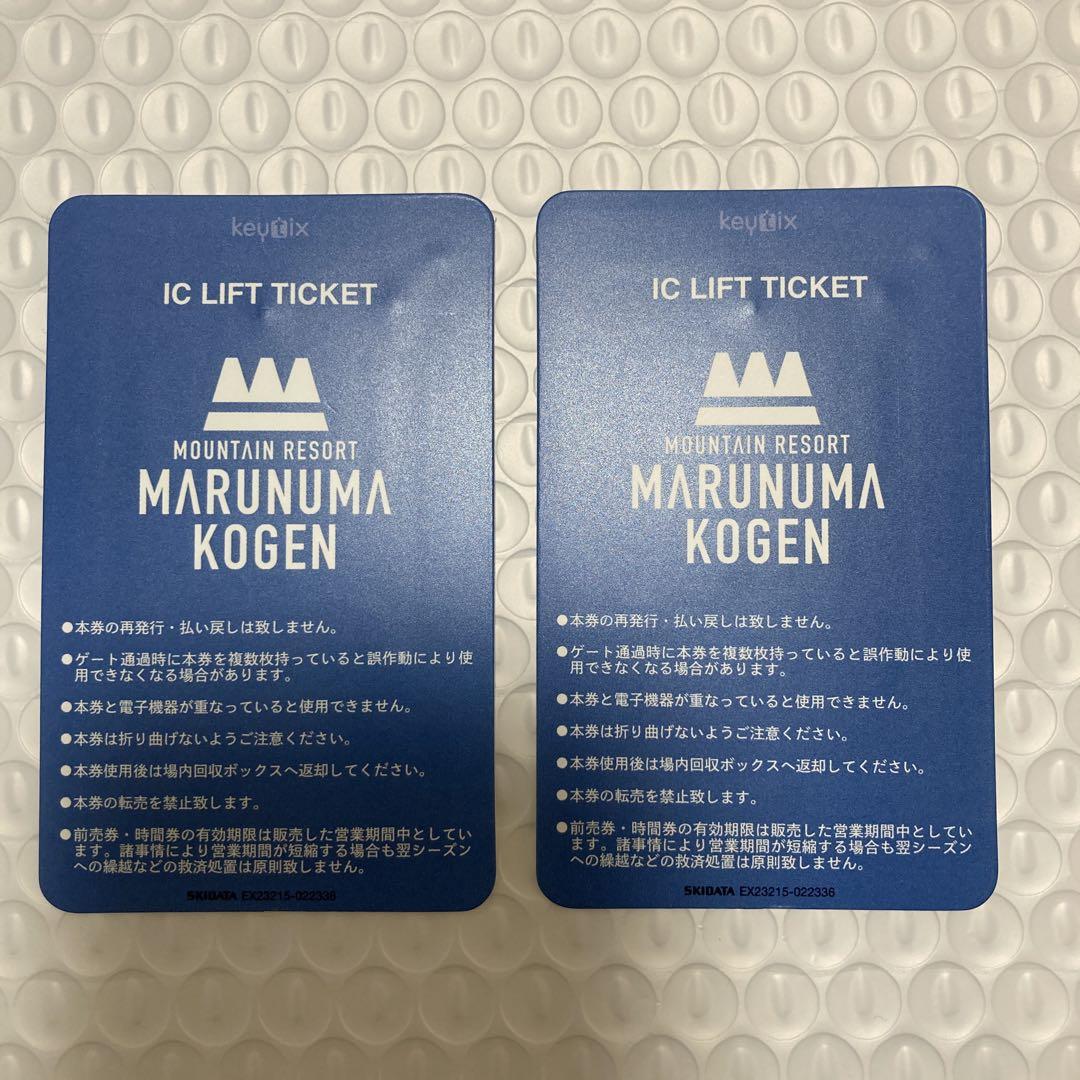 keytix
IC LIFT TICKET
MOUNTAIN RESORT
MARUNUMA
KOGEN
●本券の再発行・払い戻しは致しません。
●ゲート通過時に本券を複数枚持っていると誤作動により使
用できなくなる場合があります。
●本券と電子機器が重なっていると使用できません。
●本券は折り曲げないようご注意ください。
●本券使用後は場内回収ボックスへ返却してください。
●本券の転売を禁止致します。
●前売券・時間券の有効期限は販売した営業期間中としてい
ます。諸事情により営業期間が短縮する場合も翌シーズン
への繰越などの救済処置は原則致しません。
SKIDATA EX23215-022336
keytix
IC LIFT TICKET
MOUNTAIN RESORT
MARUNUMA
KOGEN
●本券の再発行・払い戻しは致しません。
●ゲート通過時に本券を複数枚持っていると誤作動により使
用できなくなる場合があります。
●本券と電子機器が重なっていると使用できません。
●本券は折り曲げないようご注意ください。
●本券使用後は場内回収ボックスへ返却してください。
●本券の転売を禁止致します。
●前売券・時間券の有効期限は販売した営業期間中としてい
ます。諸事情により営業期間が短縮する場合も翌シーズン
への繰越などの救済処置は原則致しません。
SKIDATA EX23215-022336